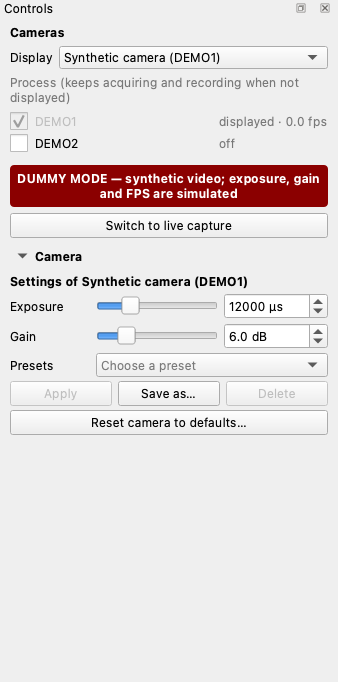 Controls
Cameras
Display Synthetic camera (DEMO1)
Process (keeps acquiring and recording when not
displayed)
DEMO1 displayed · 0.0 fps
DEMO2 off
DUMMY MODE — synthetic video; exposure, gain
and FPS are simulated
Switch to live capture
Camera
Settings of Synthetic camera (DEMO1)
Exposure 12000 µs
Gain 6.0 dB
Presets Choose a preset
Apply Save as... Delete
Reset camera to defaults...